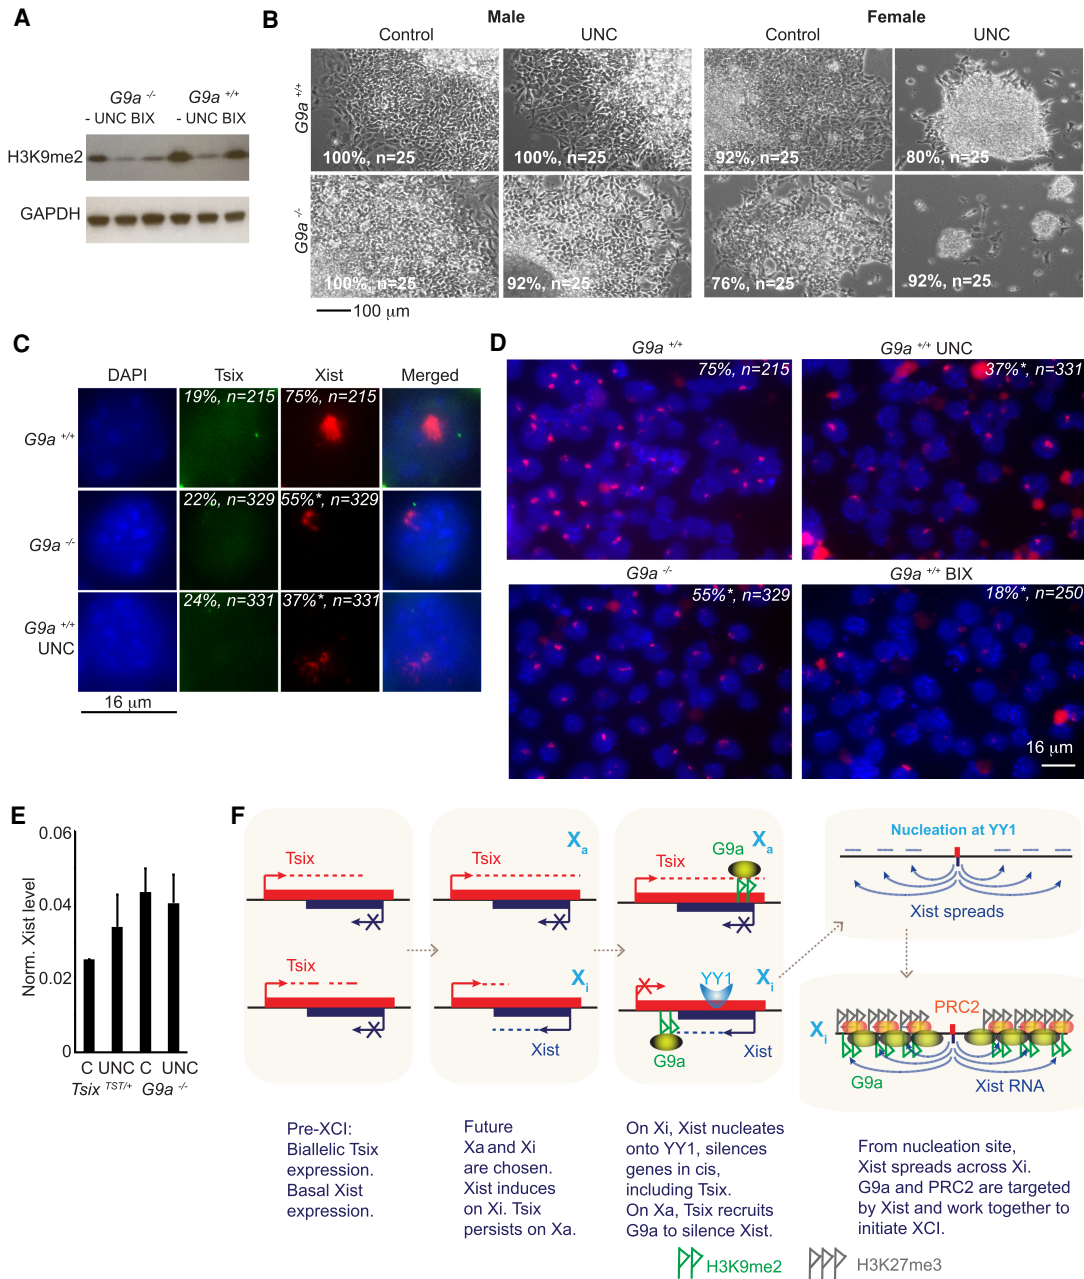 A
G9a -/- G9a +/+
- UNC BIX - UNC BIX
H3K9me2
GAPDH
B
Male Female
Control UNC Control UNC
G9a +/+
100%, n=25 100%, n=25 92%, n=25 80%, n=25
G9a -/-
100%, n=25 92%, n=25 76%, n=25 92%, n=25
100 μm
C
DAPI Tsix Xist Merged
G9a +/+
19%, n=215 75%, n=215
G9a -/-
22%, n=329 55%*, n=329
G9a +/+
UNC
24%, n=331 37%*, n=331
16 μm
D
G9a +/+ G9a +/+ UNC
75%, n=215 37%*, n=331
G9a -/- G9a +/+ BIX
55%*, n=329 18%*, n=250
16 μm
E
Norm. Xist level
0.06
0.04
0.02
0
C UNC C UNC
Tsix TST/+ G9a -/-
F
Tsix
Tsix
Xa
Tsix
Xi
Tsix
Xist
Xa
G9a
Tsix
Xi
YY1
G9a
Xist
Nucleation at YY1
Xist spreads
Xi
PRC2
G9a
Xist RNA
Pre-XCI:
Biallelic Tsix
expression.
Basal Xist
expression.
Future
Xa and Xi
are chosen.
Xist induces
on Xi. Tsix
persists on Xa.
On Xi, Xist nucleates
onto YY1, silences
genes in cis,
including Tsix.
On Xa, Tsix recruits
G9a to silence Xist.
From nucleation site,
Xist spreads across Xi.
G9a and PRC2 are targeted
by Xist and work together to
initiate XCI.
H3K9me2
H3K27me3